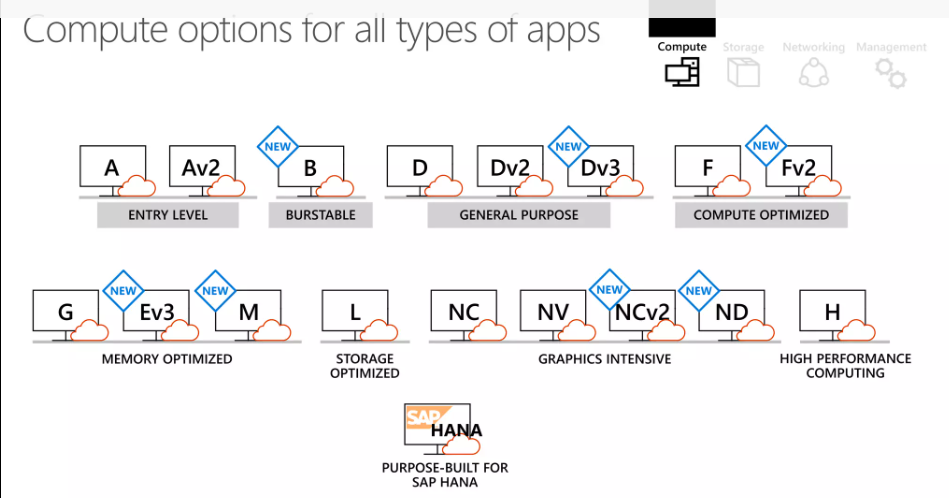 Compute options for all types of apps
Compute Storage Networking Management
NEW NEW NEW
A Av2 B D Dv2 Dv3 F Fv2
ENTRY LEVEL BURSTABLE GENERAL PURPOSE COMPUTE OPTIMIZED
NEW NEW NEW NEW
G Ev3 M L NC NV NCv2 ND H
MEMORY OPTIMIZED STORAGE OPTIMIZED GRAPHICS INTENSIVE HIGH PERFORMANCE COMPUTING
SAP HANA
PURPOSE-BUILT FOR
SAP HANA